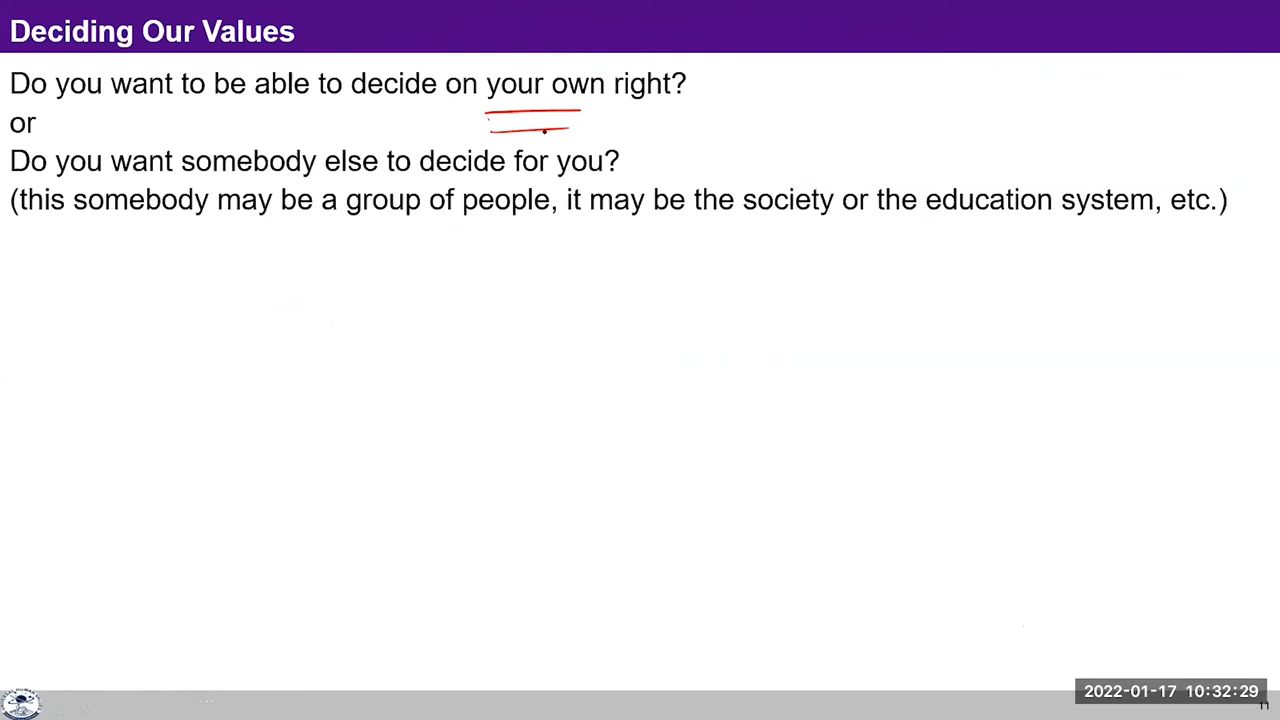 Deciding Our Values
Do you want to be able to decide on your own right?
or
Do you want somebody else to decide for you?
(this somebody may be a group of people, it may be the society or the education system, etc.)
2022-01-17 10:32:29
11